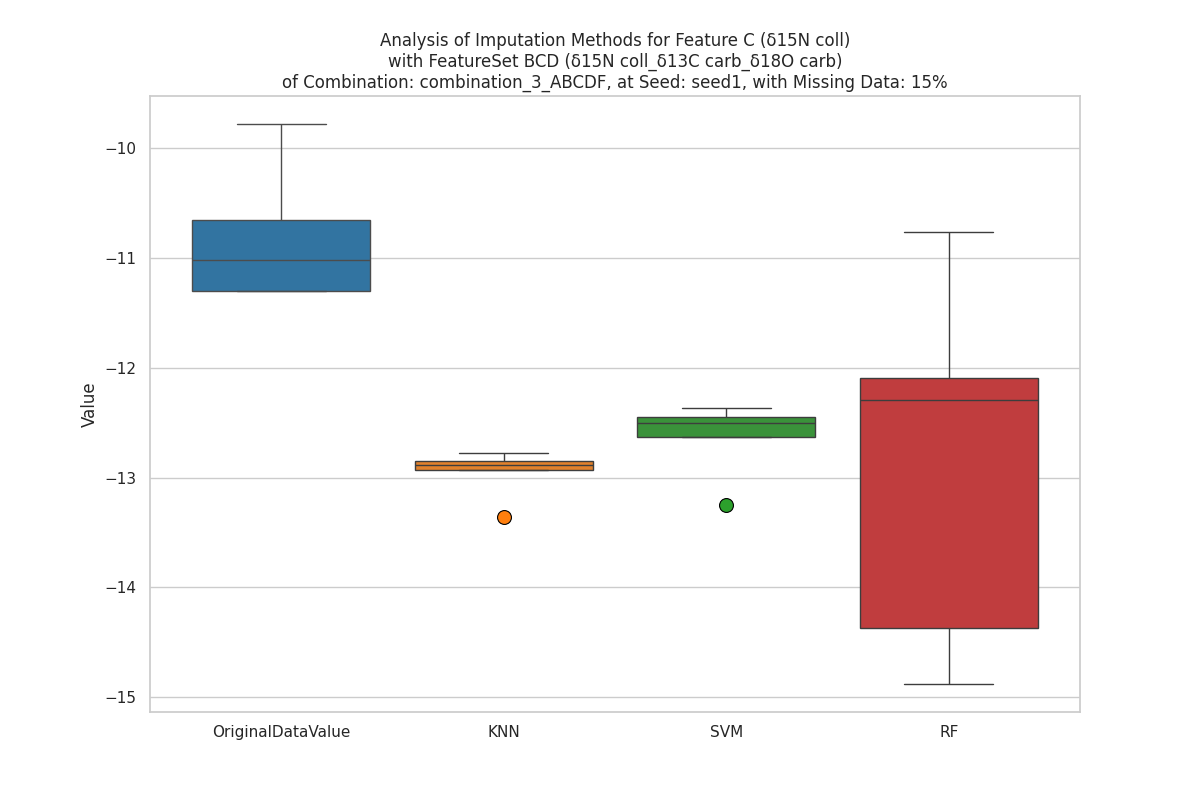 Analysis of Imputation Methods for Feature C (δ15N coll)
with FeatureSet BCD (δ15N coll_δ13C carb_δ18O carb)
of Combination: combination_3_ABCDF, at Seed: seed1, with Missing Data: 15%
Value
−10
−11
−12
−13
−14
−15
OriginalDataValue
KNN
SVM
RF